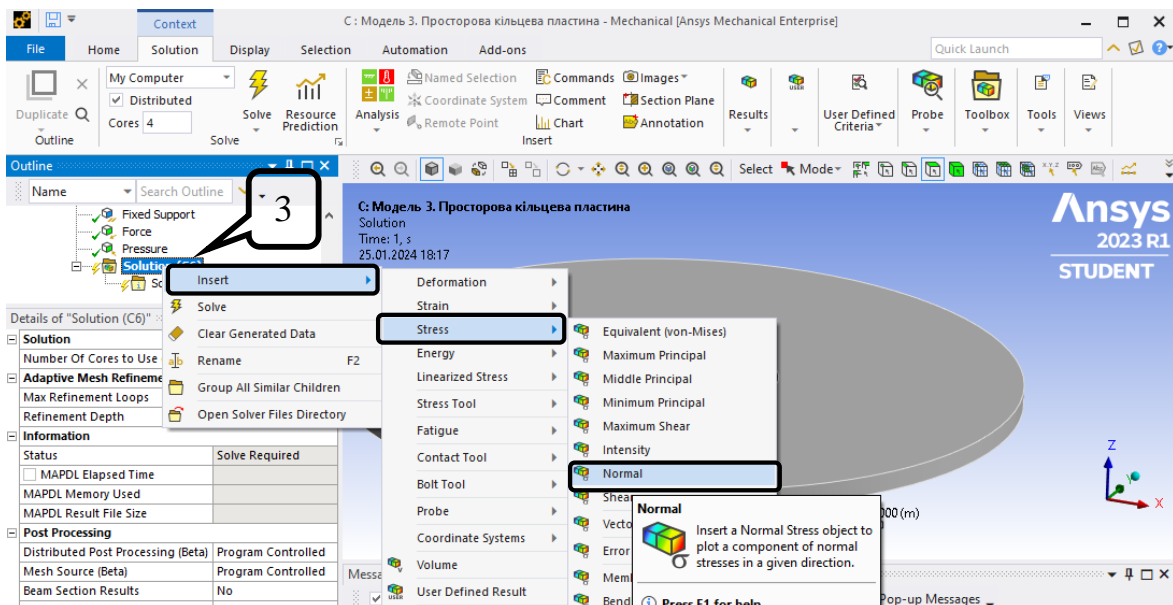 Context
C : Модель 3. Просторова кільцева пластина - Mechanical [Ansys Mechanical Enterprise]
File Home Solution Display Selection Automation Add-ons Quick Launch
Duplicate
Outline
My Computer
Distributed
Cores 4
Solve
Resource Prediction
Solve
Analysis
Named Selection Commands Images
Coordinate System Comment Section Plane
Remote Point Chart Annotation
Insert
Results
USER
User Defined Criteria
Probe
Toolbox
Tools
Views
Outline
Name Search Outline
3
Fixed Support
Force
Pressure
Select Mode
C: Модель 3. Просторова кільцева пластина
Solution
Time: 1, s
25.01.2024 18:17
Ansys
2023 R1
STUDENT
Insert
Solve
Clear Generated Data
Rename F2
Group All Similar Children
Open Solver Files Directory
Deformation
Strain
Stress
Energy
Linearized Stress
Stress Tool
Fatigue
Contact Tool
Bolt Tool
Probe
Coordinate Systems
Volume
User Defined Result
Equivalent (von-Mises)
Maximum Principal
Middle Principal
Minimum Principal
Maximum Shear
Intensity
Normal
Normal
Insert a Normal Stress object to
plot a component of normal
stresses in a given direction.
Press F1 for help
Details of "Solution (C6)"
Solution
Number Of Cores to Use
Adaptive Mesh
Max Refinement Loops
Refinement Depth
Information
Status Solve Required
MAPDL Elapsed Time
MAPDL Memory Used
MAPDL Result File Size
Post Processing
Distributed Post Processing (Beta) Program Controlled
Mesh Source (Beta) Program Controlled
Beam Section Results No
(m)
Z
Y
X
Pop-up Messages